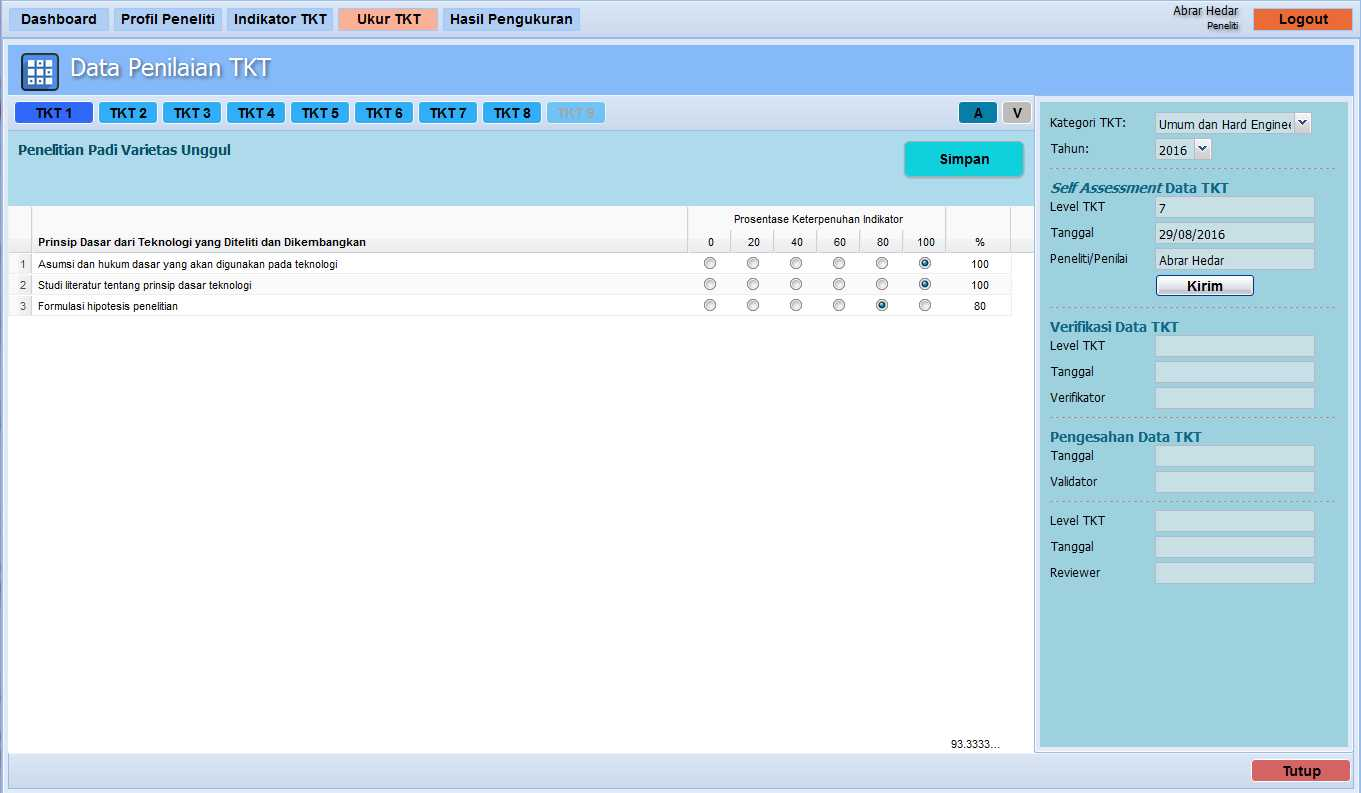 Dashboard Profil Peneliti Indikator TKT Ukur TKT Hasil Pengukuran Abrar Hedar Logout
Peneliti
Data Penilaian TKT
TKT 1 TKT 2 TKT 3 TKT 4 TKT 5 TKT 6 TKT 7 TKT 8 TKT 9 A V
Penelitian Padi Varietas Unggul
Simpan
Prosentase Keterpenuhan Indikator
Prinsip Dasar dari Teknologi yang Diteliti dan Dikembangkan 0 20 40 60 80 100 %
1 Asumsi dan hukum dasar yang akan digunakan pada teknologi 100
2 Studi literatur tentang prinsip dasar teknologi 100
3 Formulasi hipotesis penelitian 80
93.3333...
Kategori TKT: Umum dan Hard Enginee
Tahun: 2016
Self Assessment Data TKT
Level TKT 7
Tanggal 29/08/2016
Peneliti/Penilai Abrar Hedar
Kirim
Verifikasi Data TKT
Level TKT
Tanggal
Verifikator
Pengesahan Data TKT
Tanggal
Validator
Level TKT
Tanggal
Reviewer
Tutup